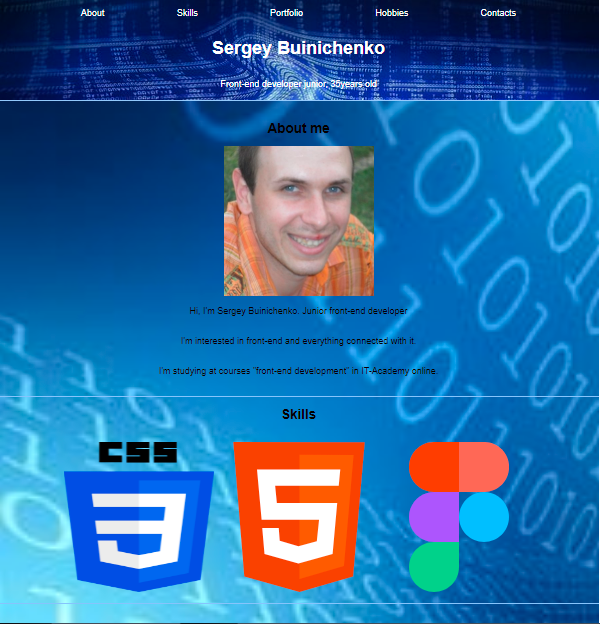 About Skills Portfolio Hobbies Contacts
Sergey Buinichenko
Front-end developer junior, 35years old
About me
Hi, I'm Sergey Buinichenko. Junior front-end developer
I'm interested in front-end and everything connected with it.
I'm studying at courses "front-end development" in IT-Academy online.
Skills
CSS
3 5